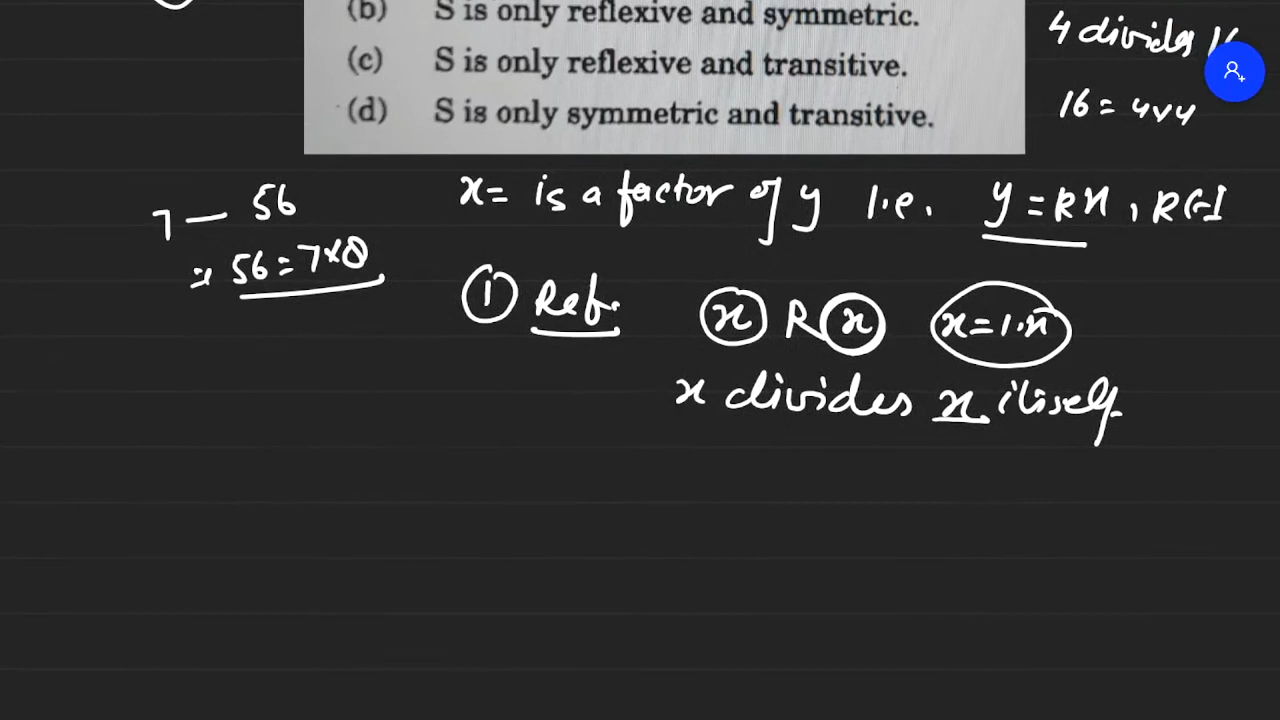 (b) S is only reflexive and symmetric.
(c) S is only reflexive and transitive.
(d) S is only symmetric and transitive.
4 divides 16
16 = 4×4
7 — 56
⇒ 56 = 7×8
x = is a factor of y i.e. y = kx, k∈I
① Ref. x R x x = 1·x
x divides x itself